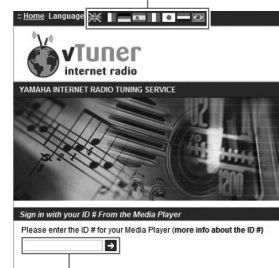 :: Home Language
vTuner
internet radio
YAMAHA INTERNET RADIO TUNING SERVICE
Sign in with your ID # From the Media Player
Please enter the ID # for your Media Player (more info about the ID #)